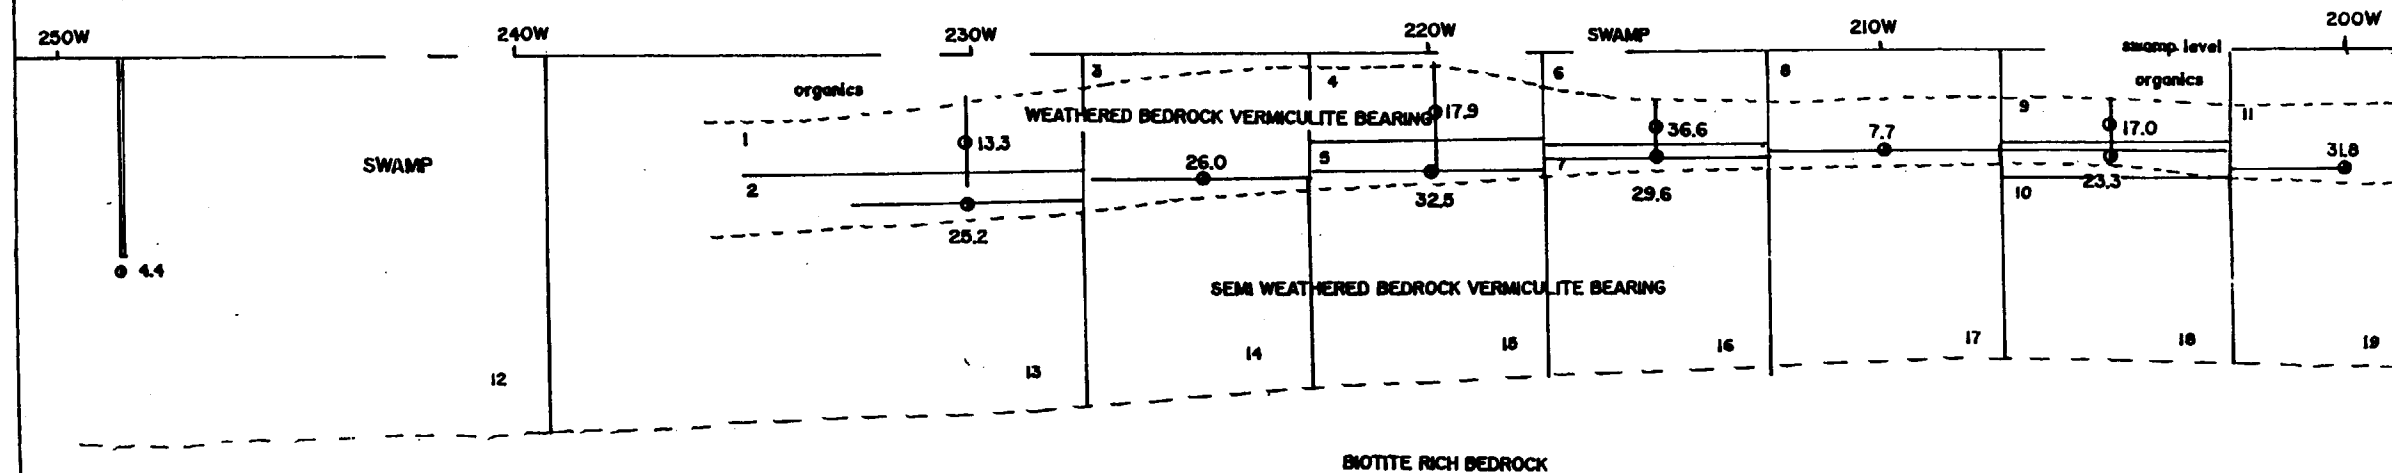 250W
240W
230W
220W
SWAMP
210W
200W
swamp level
organics
organics
3
4
6
8
9
11
WEATHERED BEDROCK VERMICULITE BEARING
17.9
36.6
7.7
17.0
1
13.3
SWAMP
26.0
5
7
31.8
2
32.5
29.6
23.3
10
25.2
4.4
SEMI WEATHERED BEDROCK VERMICULITE BEARING
12
13
14
15
16
17
18
19
BIOTITE RICH BEDROCK